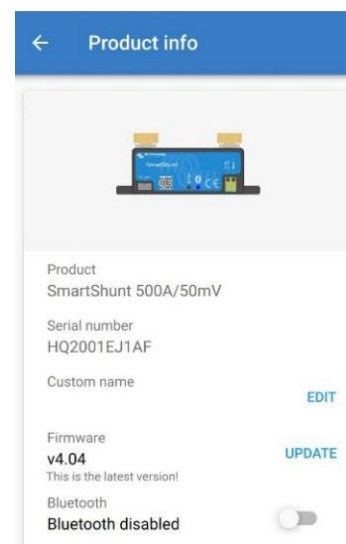 Product info
SmartShunt
Product
SmartShunt 500A/50mV
Serial number
HQ2001EJ1AF
Custom name
EDIT
Firmware
v4.04
UPDATE
This is the latest version!
Bluetooth
Bluetooth disabled